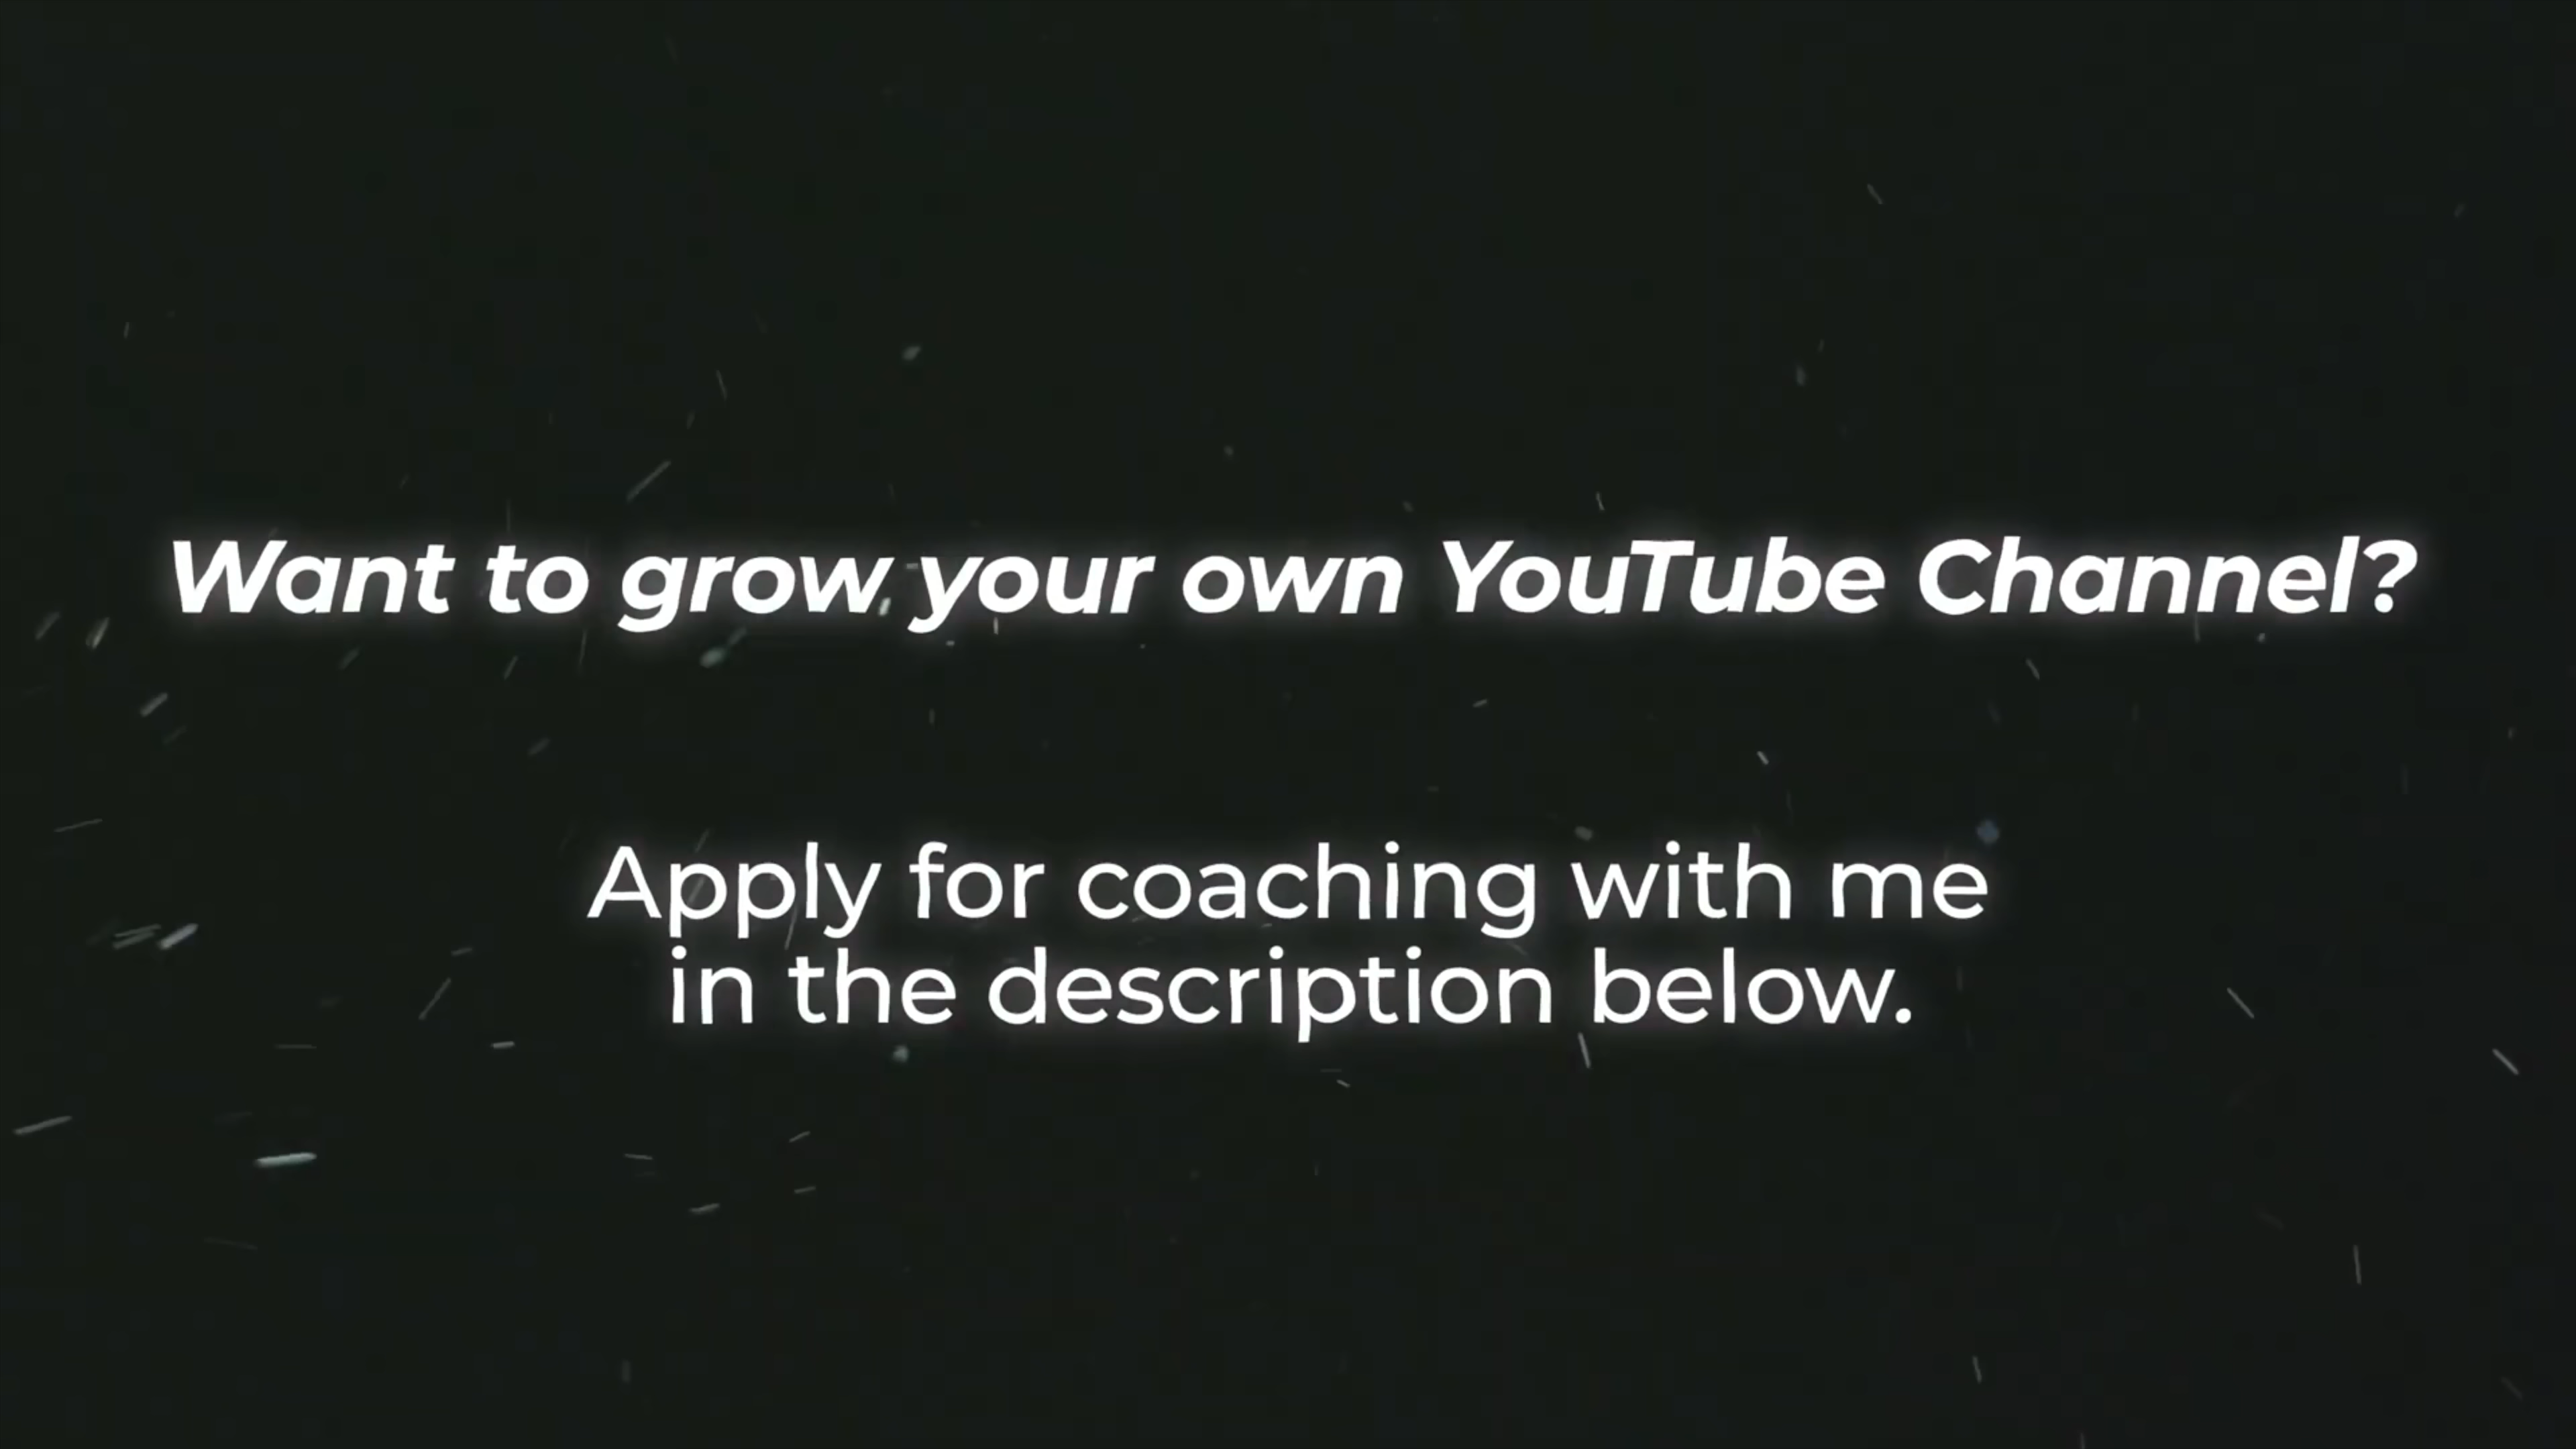 Want to grow your own YouTube Channel?
Apply for coaching with me
in the description below.